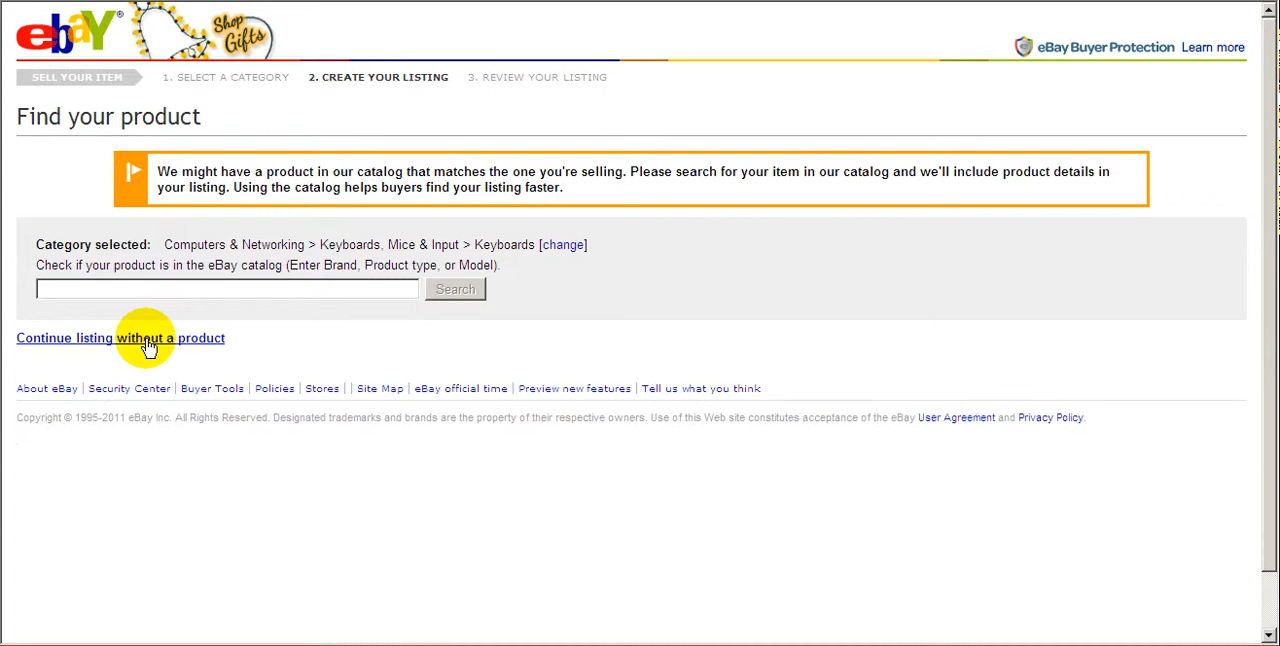 ebaY®
Shop Gifts
eBay Buyer Protection Learn more
SELL YOUR ITEM 1. SELECT A CATEGORY 2. CREATE YOUR LISTING 3. REVIEW YOUR LISTING
Find your product
We might have a product in our catalog that matches the one you're selling. Please search for your item in our catalog and we'll include product details in
your listing. Using the catalog helps buyers find your listing faster.
Category selected: Computers & Networking > Keyboards, Mice & Input > Keyboards [change]
Check if your product is in the eBay catalog (Enter Brand, Product type, or Model).
Search
Continue listing without a product
About eBay | Security Center | Buyer Tools | Policies | Stores | | Site Map | eBay official time | Preview new features | Tell us what you think
Copyright © 1995-2011 eBay Inc. All Rights Reserved. Designated trademarks and brands are the property of their respective owners. Use of this Web site constitutes acceptance of the eBay User Agreement and Privacy Policy.